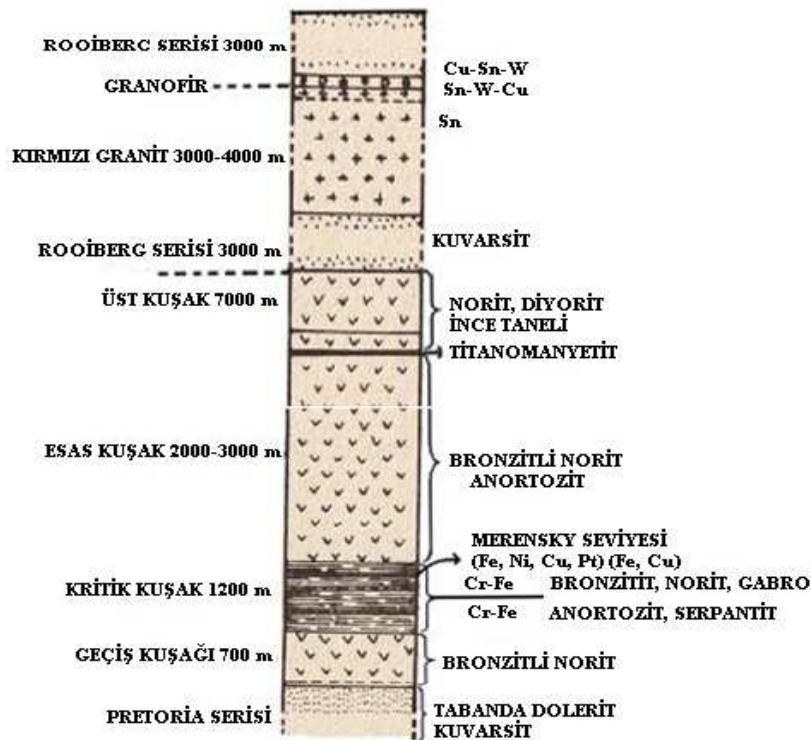 ROOİBERC SERİSİ 3000 m
Cu-Sn-W
GRANOFİR
Sn-W-Cu
Sn
KIRMIZI GRANİT 3000-4000 m
KUVARSİT
ROOİBERG SERİSİ 3000 m
ÜST KUŞAK 7000 m
NORİT, DİYORİT
İNCE TANELİ
TİTANOMANYETİT
ESAS KUŞAK 2000-3000 m
BRONZİTLİ NORİT
ANORTOZİT
MERENSKY SEVİYESİ
(Fe, Ni, Cu, Pt) (Fe, Cu)
KRİTİK KUŞAK 1200 m
Cr-Fe BRONZİTİT, NORİT, GABRO
Cr-Fe ANORTOZİT, SERPANTİT
GEÇİŞ KUŞAĞI 700 m
BRONZİTLİ NORİT
PRETORIA SERİSİ
TABANDA DOLERİT
KUVARSİT